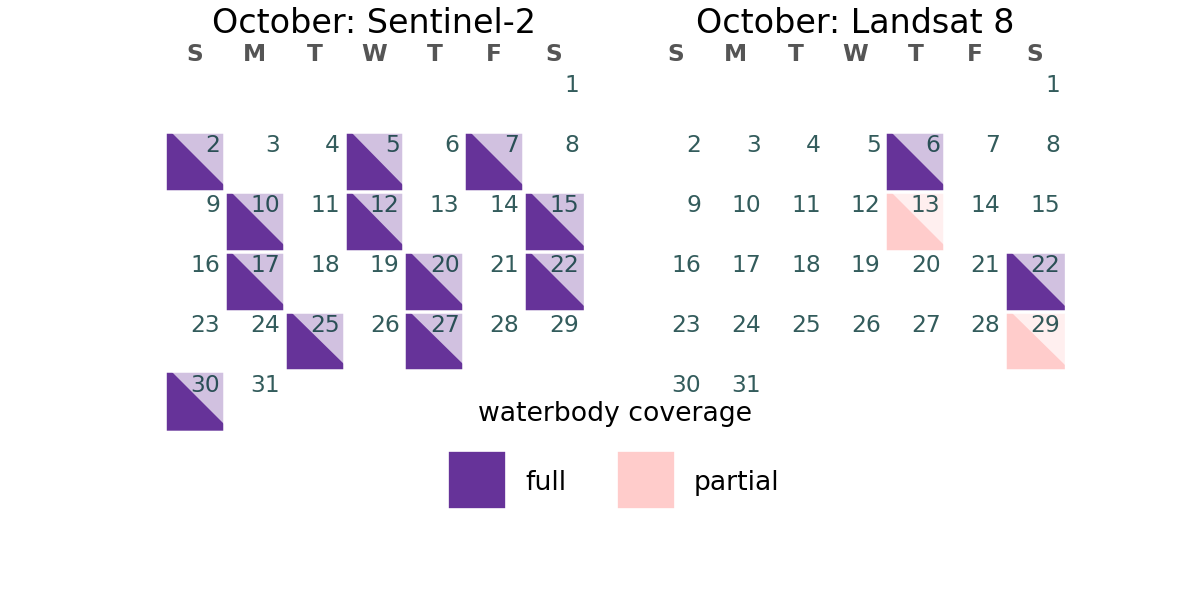 October: Sentinel-2
S M T W T F S
1
2 3 4 5 6 7 8
9 10 11 12 13 14 15
16 17 18 19 20 21 22
23 24 25 26 27 28 29
30 31
October: Landsat 8
S M T W T F S
1
2 3 4 5 6 7 8
9 10 11 12 13 14 15
16 17 18 19 20 21 22
23 24 25 26 27 28 29
30 31
waterbody coverage
full
partial